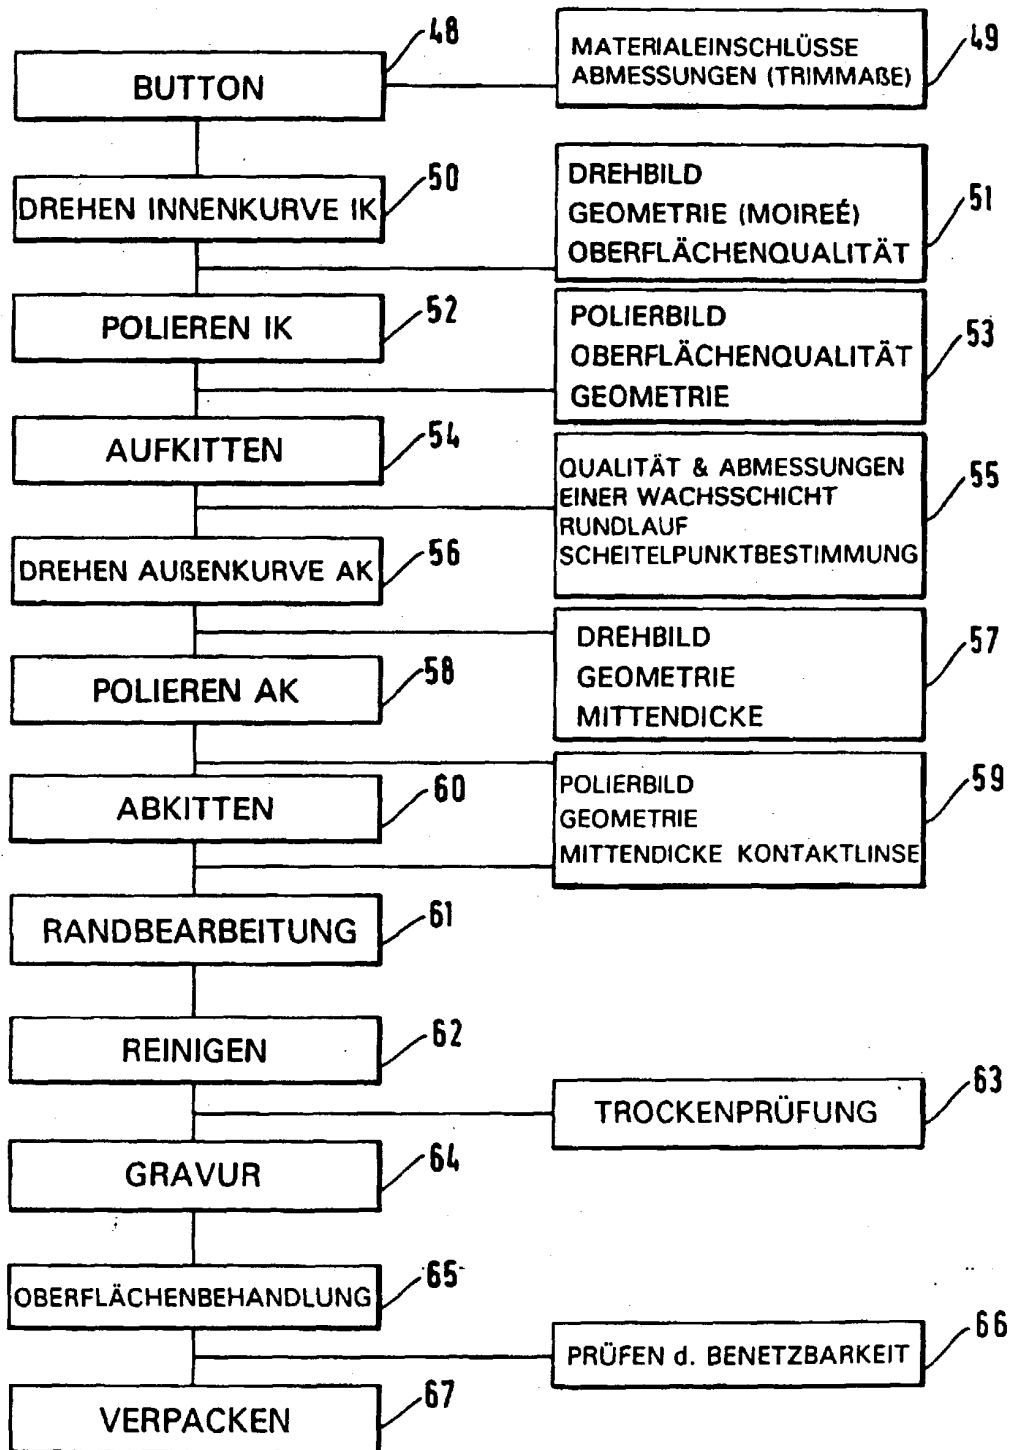 48
BUTTON
MATERIALEINSCHLÜSSE
ABMESSUNGEN (TRIMMAßE)
49
50
DREHEN INNENKURVE IK
DREHBILD
GEOMETRIE (MOIREÉ)
OBERFLÄCHENQUALITÄT
51
52
POLIEREN IK
POLIERBILD
OBERFLÄCHENQUALITÄT
GEOMETRIE
53
54
AUFKITTEN
QUALITÄT & ABMESSUNGEN
EINER WACHSSCHICHT
RUNDLAUF
SCHEITELPUNKTBESTIMMUNG
55
56
DREHEN AUßENKURVE AK
DREHBILD
GEOMETRIE
MITTENDICKE
57
58
POLIEREN AK
POLIERBILD
GEOMETRIE
MITTENDICKE KONTAKTLINSE
59
60
ABKITTEN
61
RANDBEARBEITUNG
62
REINIGEN
63
TROCKENPRÜFUNG
64
GRAVUR
65
OBERFLÄCHENBEHANDLUNG
66
PRÜFEN d. BENETZBARKEIT
67
VERPACKEN